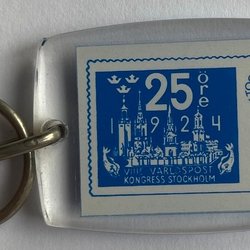 25 öre
1924
VIII VÄRLDSPOST
KONGRESS STOCKHOLM